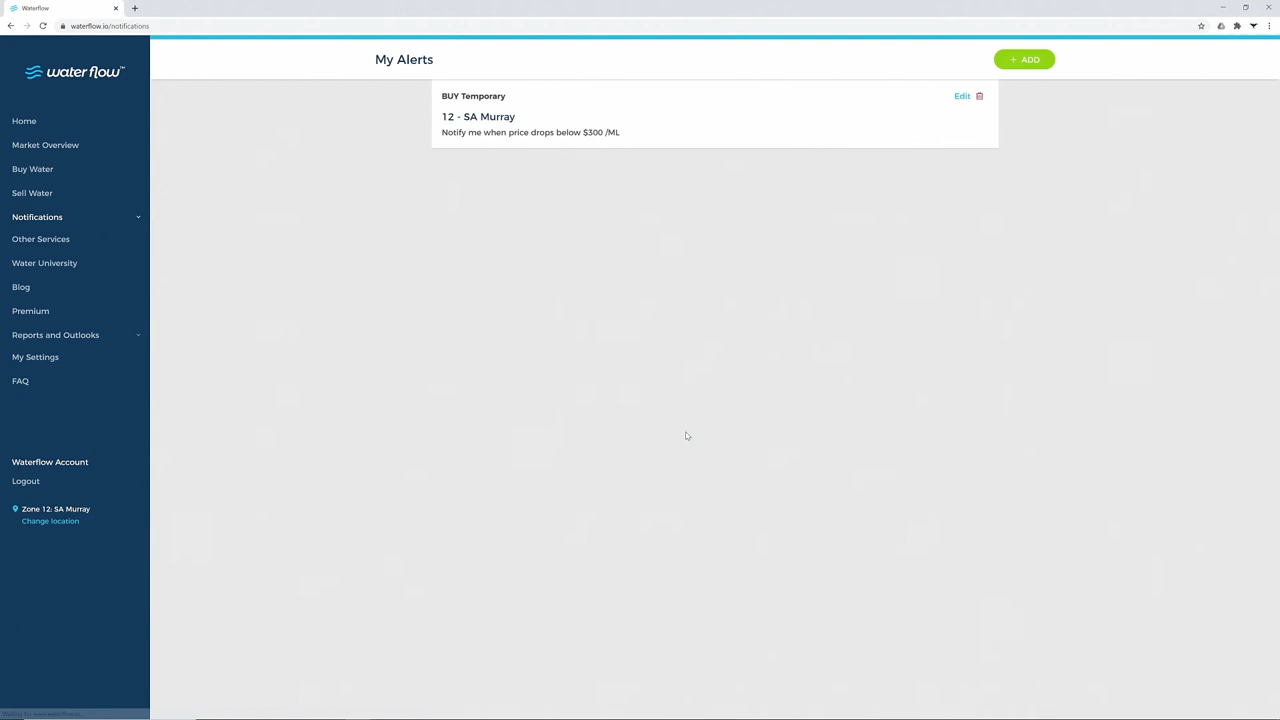 Waterflow
waterflow.io/notifications
water flow™
My Alerts
+ ADD
BUY Temporary
Edit
12 - SA Murray
Notify me when price drops below $300 /ML
Home
Market Overview
Buy Water
Sell Water
Notifications
Other Services
Water University
Blog
Premium
Reports and Outlooks
My Settings
FAQ
Waterflow Account
Logout
Zone 12: SA Murray
Change location